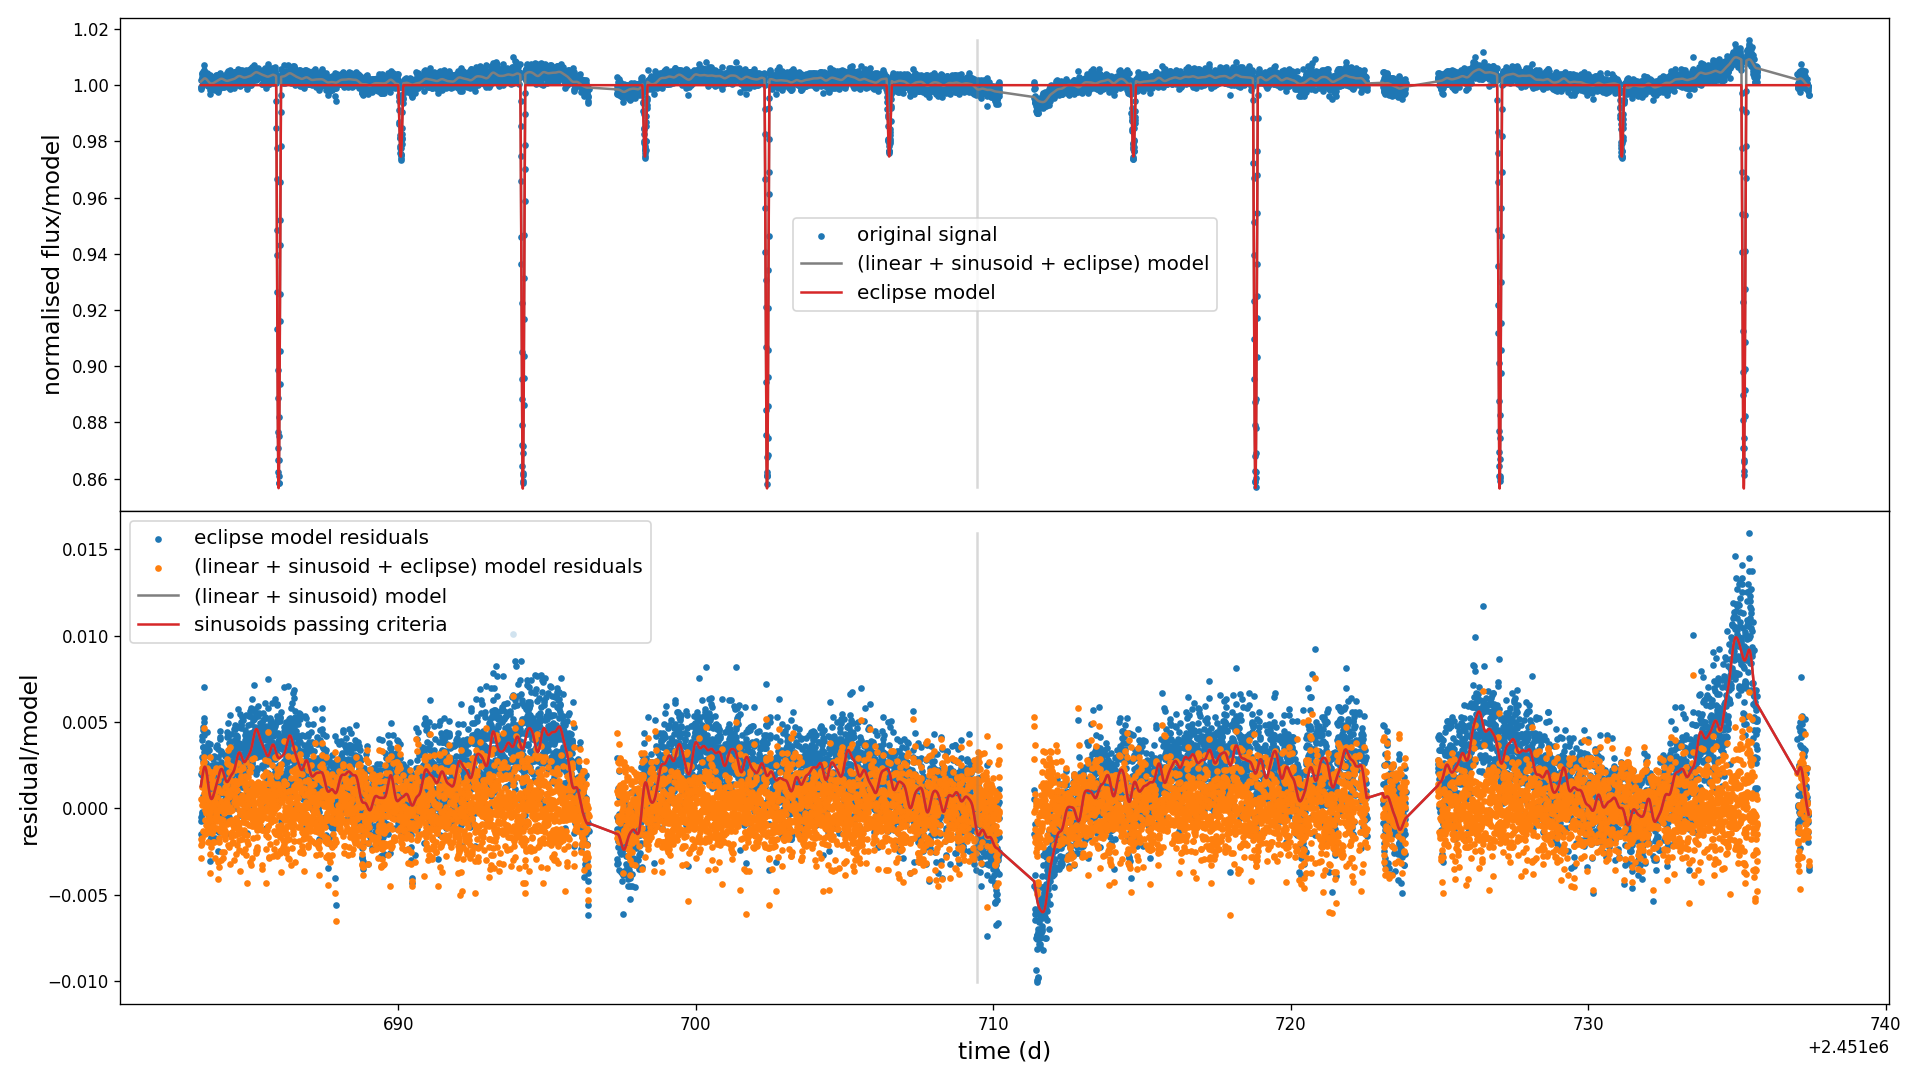 1.02
1.00
0.98
0.96
0.94
0.92
0.90
0.88
0.86
normalised flux/model
original signal
(linear + sinusoid + eclipse) model
eclipse model
0.015
0.010
0.005
0.000
−0.005
−0.010
residual/model
eclipse model residuals
(linear + sinusoid + eclipse) model residuals
(linear + sinusoid) model
sinusoids passing criteria
690
700
710
720
730
740
time (d)
+2.451e6